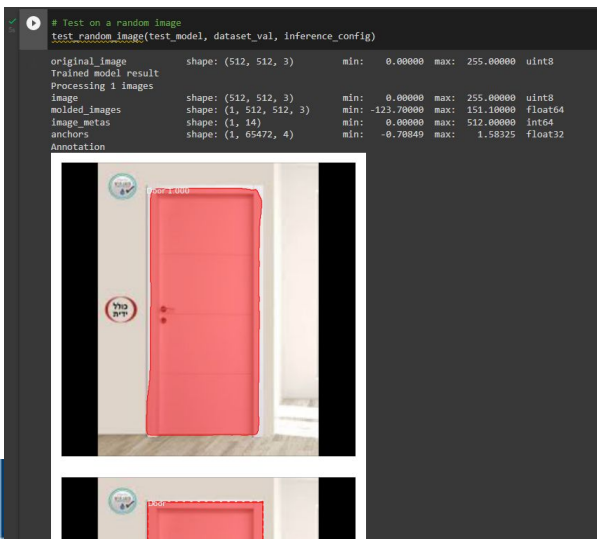 # Test on a random image
test_random_image(test_model, dataset_val, inference_config)
original_image shape: (512, 512, 3) min: 0.00000 max: 255.00000 uint8
Trained model result
Processing 1 images
image shape: (512, 512, 3) min: 0.00000 max: 255.00000 uint8
molded_images shape: (1, 512, 512, 3) min: -123.70000 max: 151.10000 float64
image_metas shape: (1, 14) min: 0.00000 max: 512.00000 int64
anchors shape: (1, 65472, 4) min: -0.70849 max: 1.58325 float32
Annotation
Door 1.000
כולל
ידית
Door